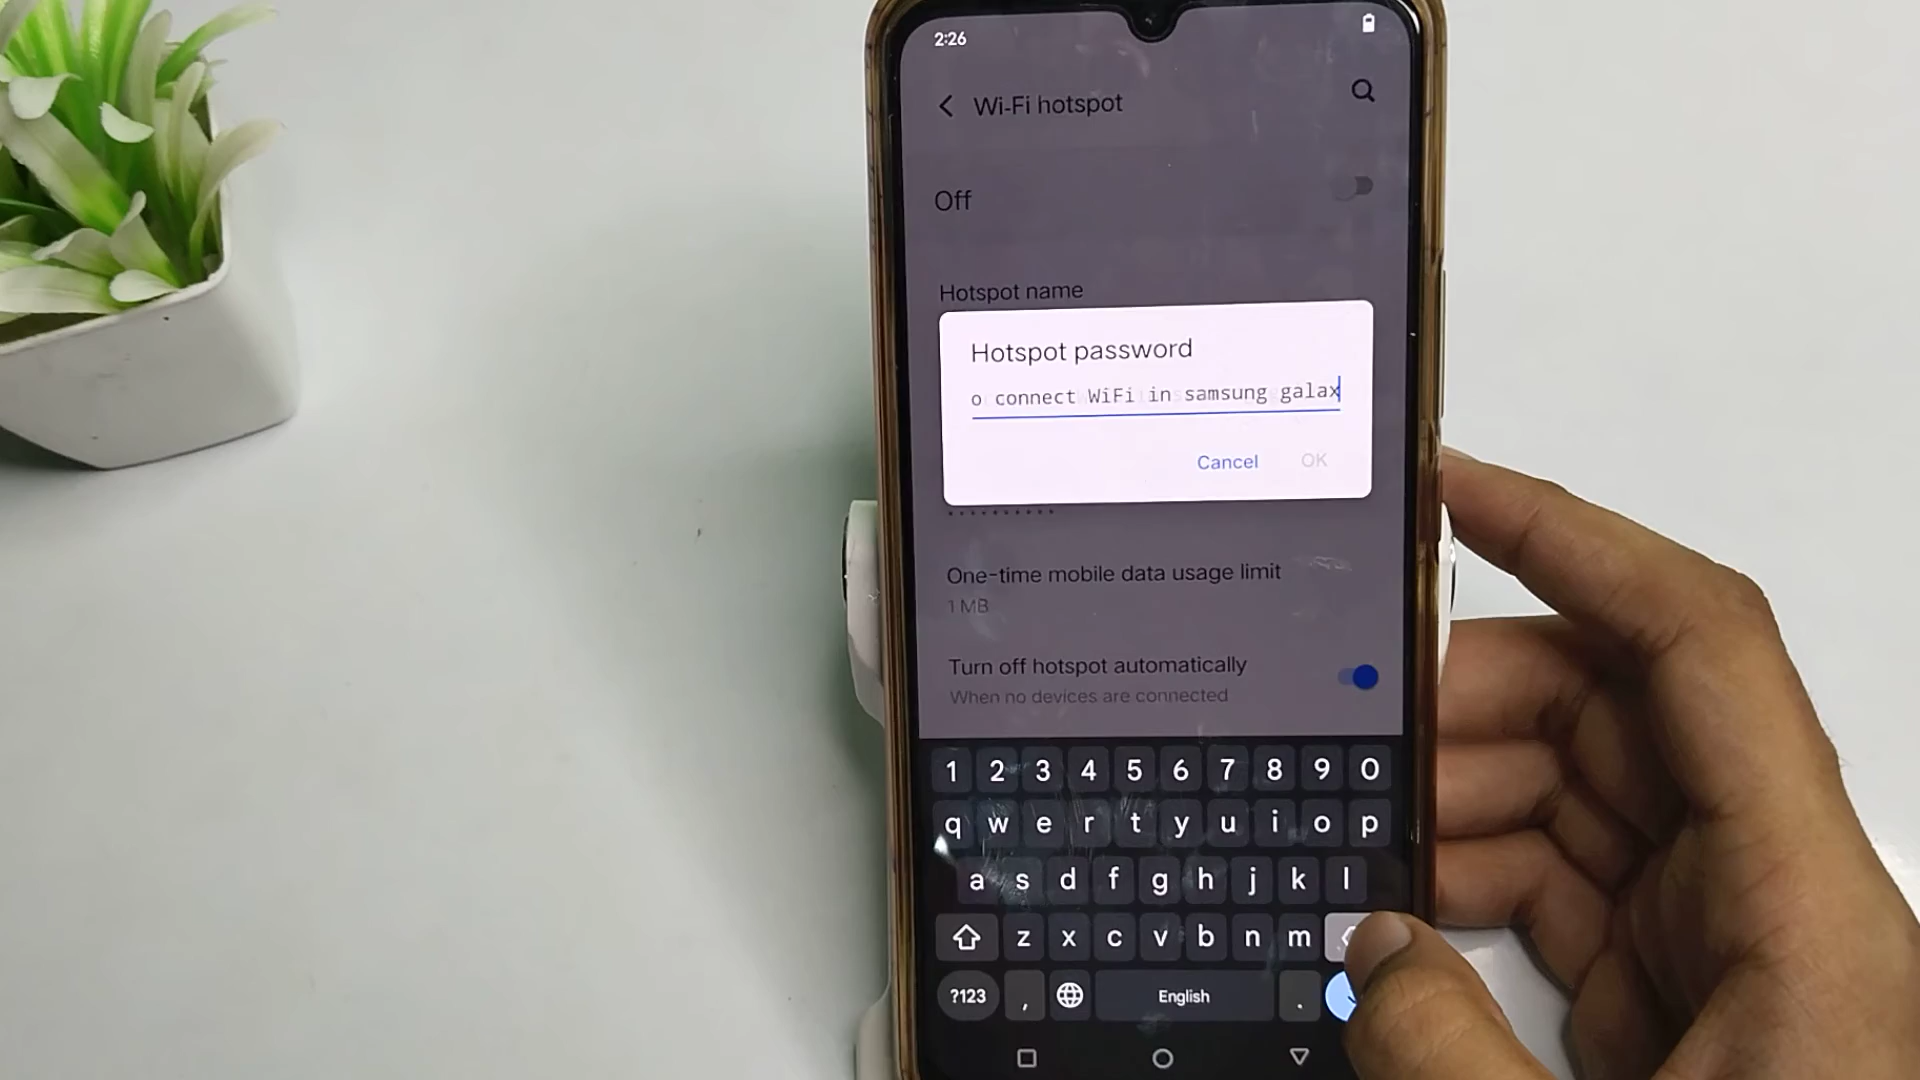 2:26
Wi-Fi hotspot
Off
Hotspot name
Hotspot password
o connect WiFi in samsung galax
Cancel OK
One-time mobile data usage limit
1 MB
Turn off hotspot automatically
When no devices are connected
1 2 3 4 5 6 7 8 9 0
q w e r t y u i o p
a s d f g h j k l
z x c v b n m
?123 , English .